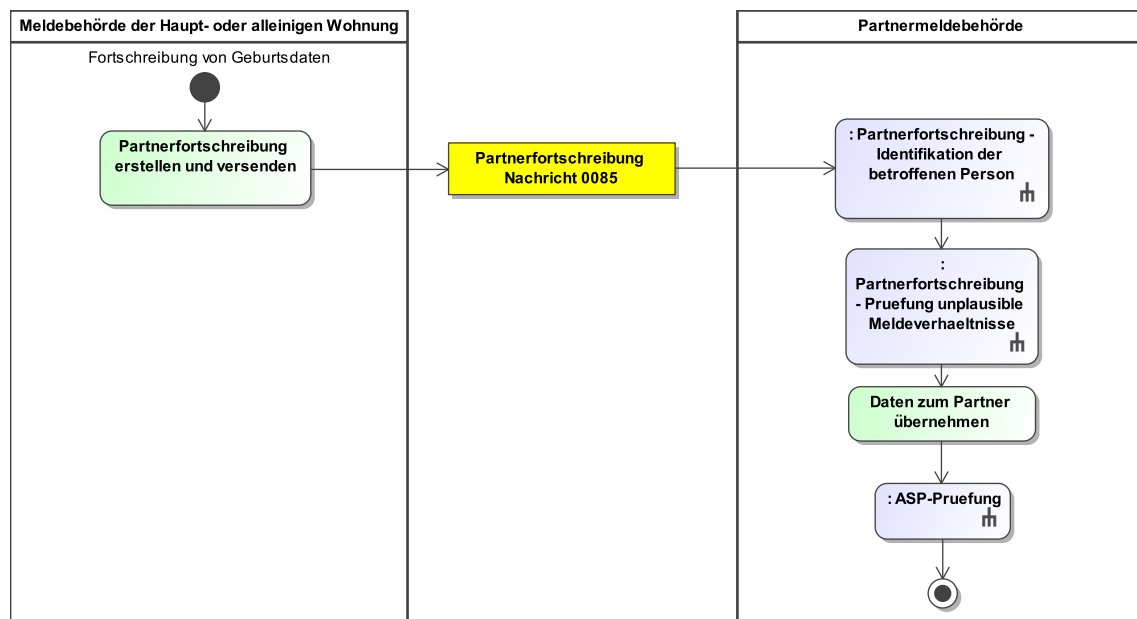 Meldebehörde der Haupt- oder alleinigen Wohnung
Fortschreibung von Geburtsdaten
Partnerfortschreibung
erstellen und versenden
Partnerfortschreibung
Nachricht 0085
Partnermeldebehörde
: Partnerfortschreibung -
Identifikation der
betroffenen Person
:
Partnerfortschreibung
- Pruefung unplausible
Meldeverhaeltnisse
Daten zum Partner
übernehmen
: ASP-Pruefung